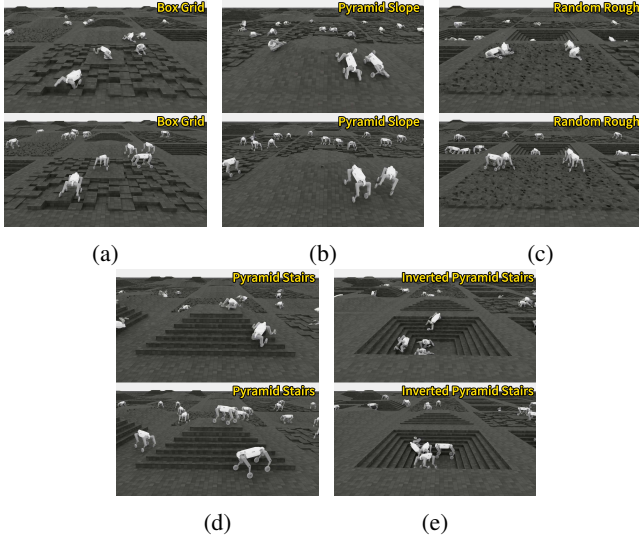 Box Grid
Pyramid Slope
Random Rough
Box Grid
Pyramid Slope
Random Rough
(a)
(b)
(c)
Pyramid Stairs
Inverted Pyramid Stairs
Pyramid Stairs
Inverted Pyramid Stairs
(d)
(e)